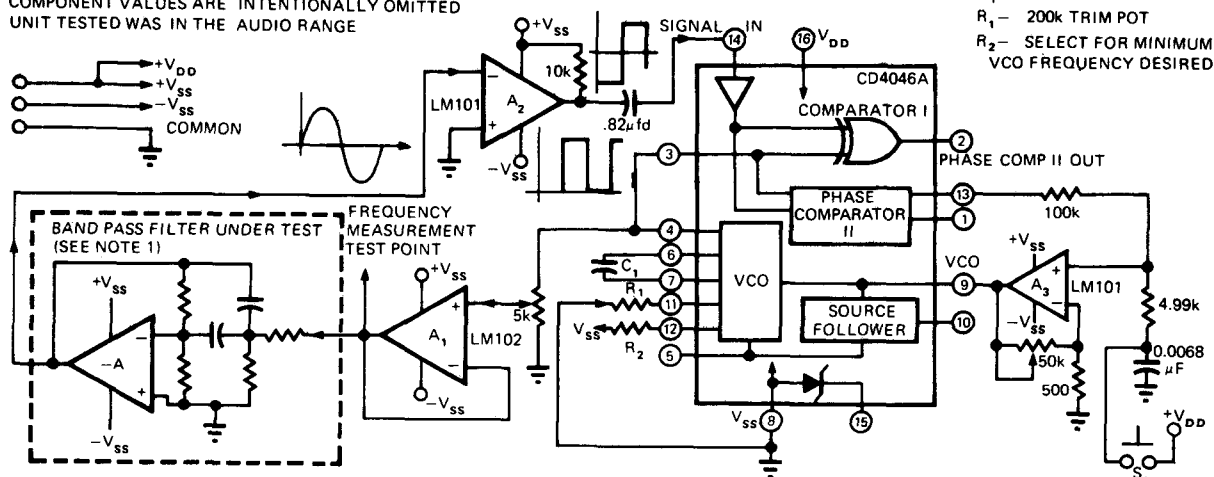 COMPONENT VALUES ARE INTENTIONALLY OMITTED
UNIT TESTED WAS IN THE AUDIO RANGE
R1– 200k TRIM POT
R2– SELECT FOR MINIMUM
VCO FREQUENCY DESIRED
+VDD
+VSS
–VSS
COMMON
+VSS
10k
LM101
A2
–
+
–VSS
.82µfd
SIGNAL IN
14
16
VDD
CD4046A
COMPARATOR I
3
2
PHASE COMP II OUT
PHASE
COMPARATOR
II
13
1
100k
BAND PASS FILTER UNDER TEST
(SEE NOTE 1)
+VSS
–A
–
+
–VSS
FREQUENCY
MEASUREMENT
TEST POINT
+VSS
A1
+
–
LM102
–VSS
5k
4
6
C1
7
R1
11
VSS
12
R2
5
VCO
SOURCE
FOLLOWER
VCO
9
10
VSS
8
15
+VSS
A3
+
–
LM101
–VSS
50k
500
4.99k
0.0068
µF
+VDD
S